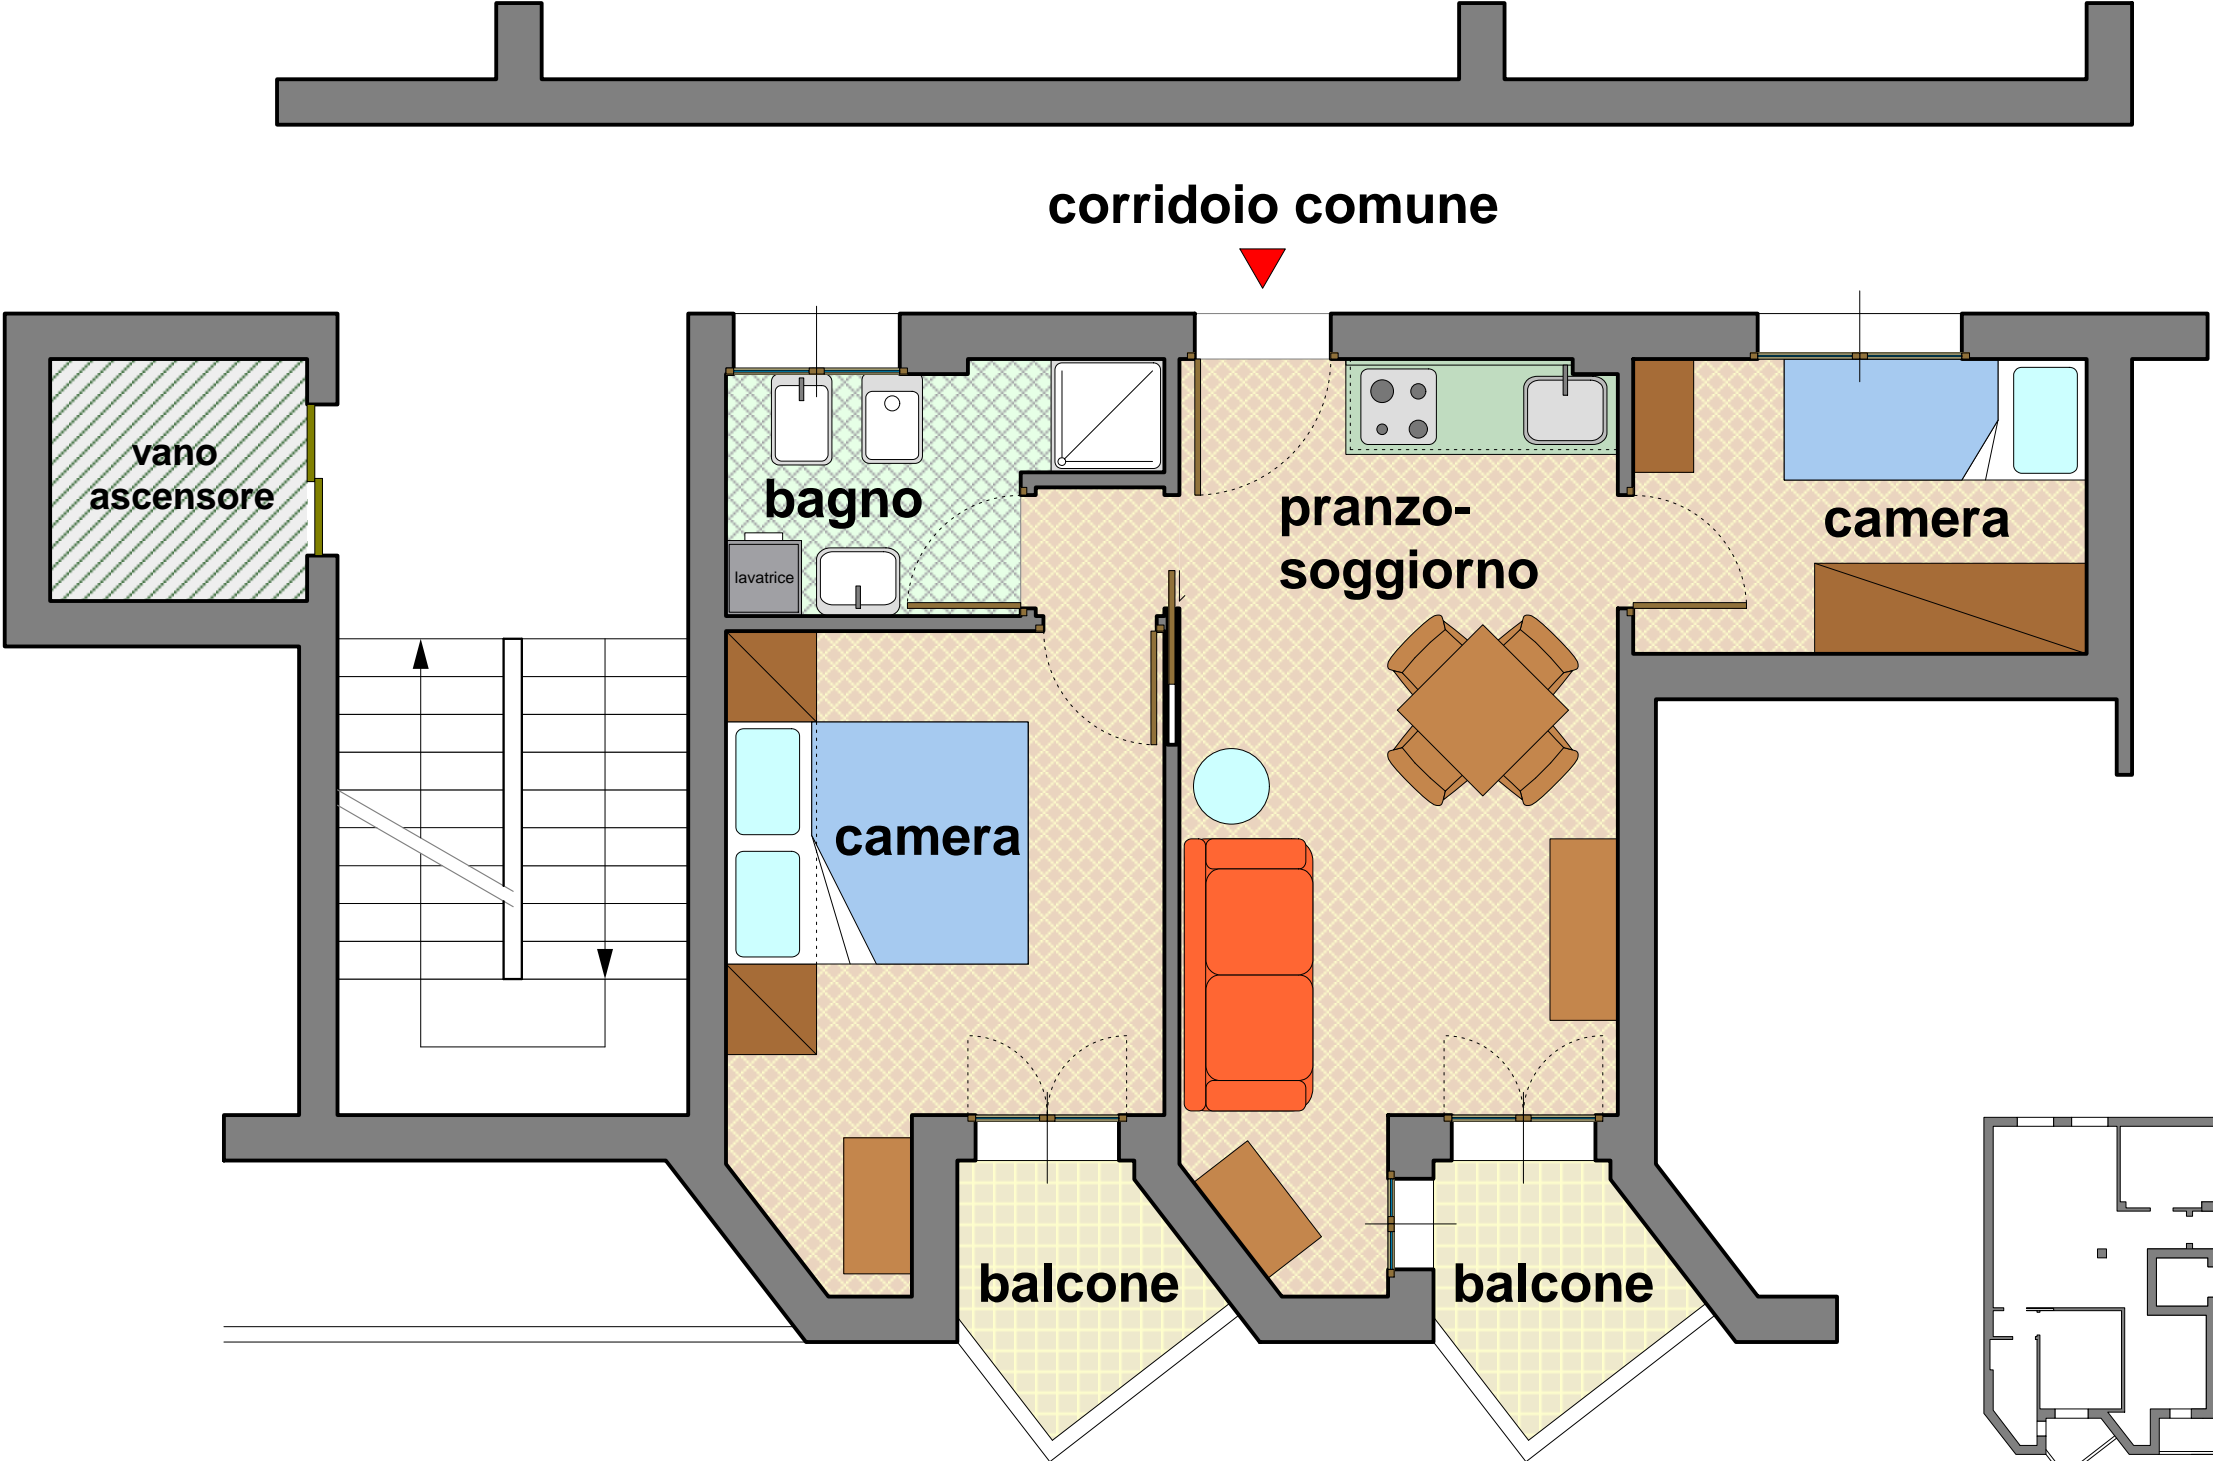 corridoio comune
vano
ascensore
bagno
lavatrice
pranzo-
soggiorno
camera
camera
balcone
balcone